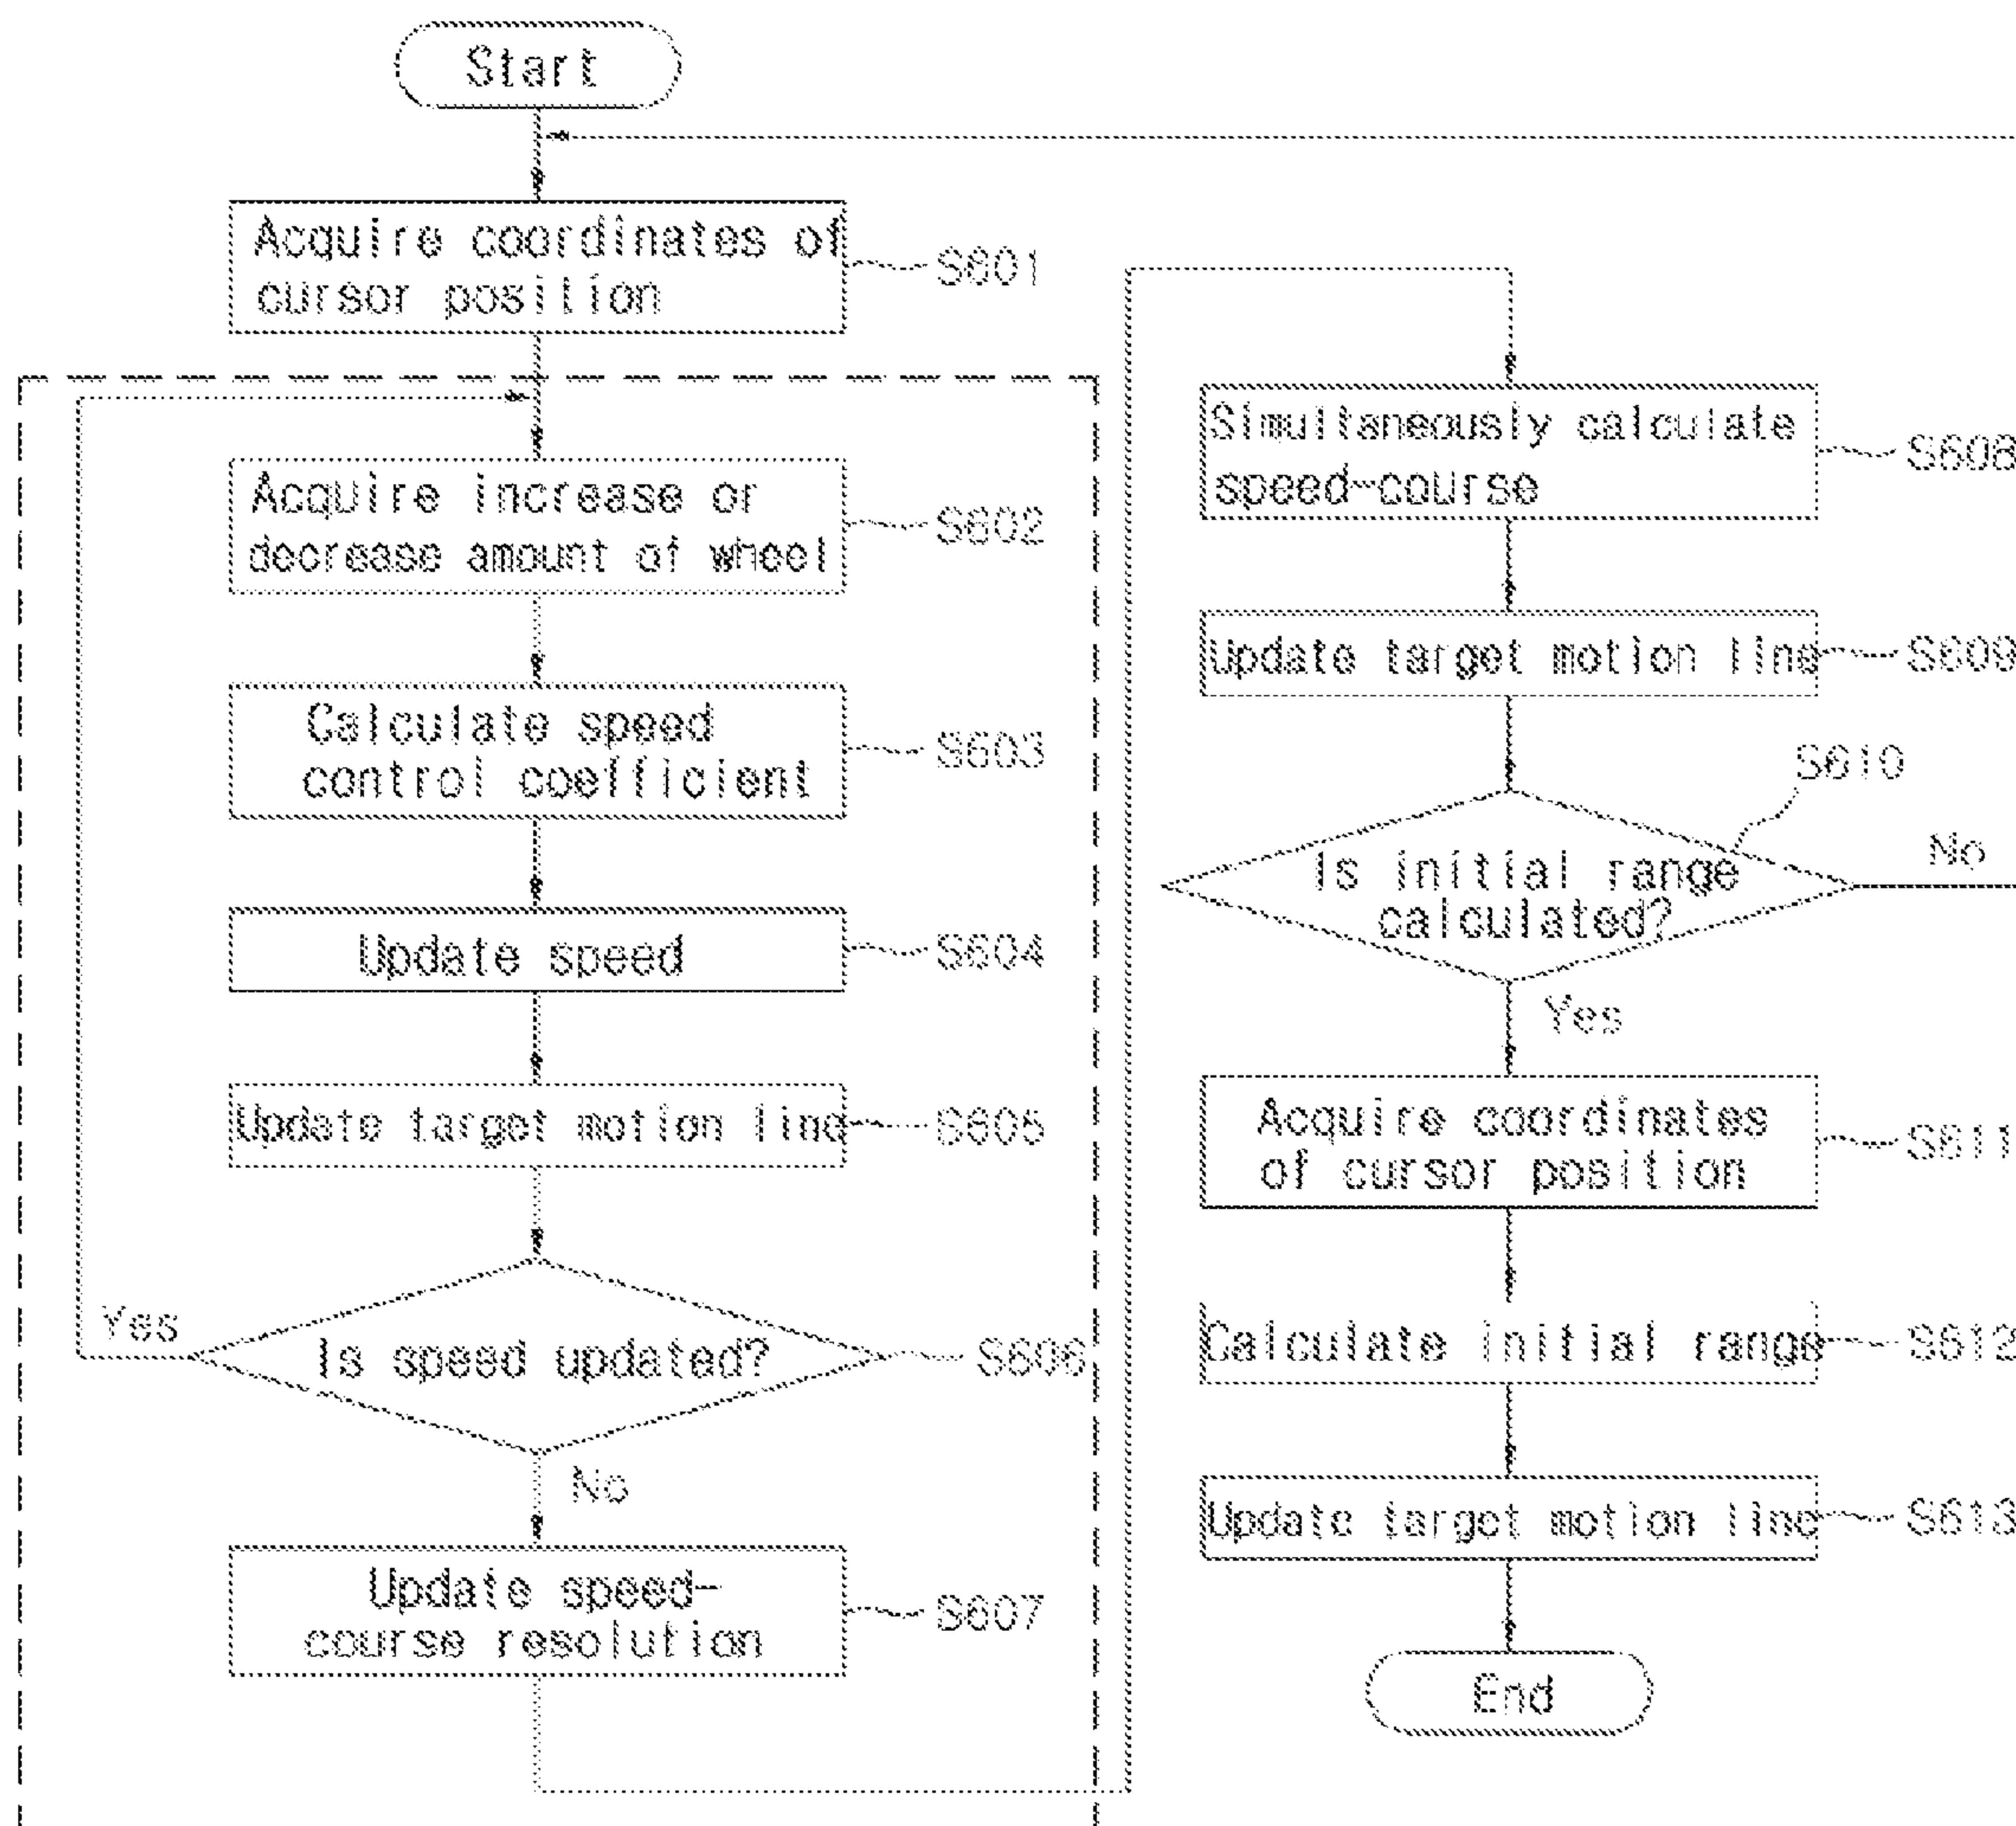 Start
Acquire coordinates of
cursor position
S601
Acquire increase or
decrease amount of wheel
S602
Calculate speed
control coefficient
S603
Update speed
S604
Update target motion line
S605
Is speed updated?
S606
Yes
No
Update speed-
course resolution
S607
Simultaneously calculate
speed-course
S608
Update target motion line
S609
Is initial range
calculated?
S610
No
Yes
Acquire coordinates
of cursor position
S611
Calculate initial range
S612
Update target motion line
S613
End